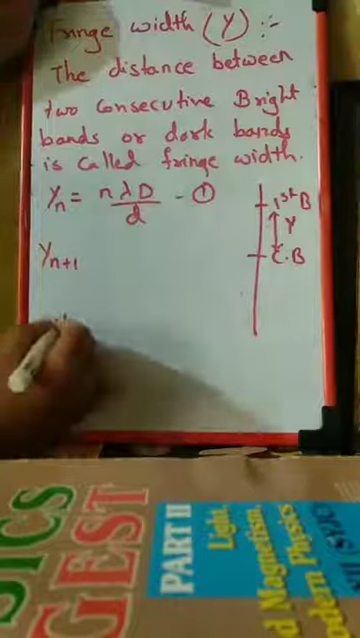 Fringe width (Y) :-
The distance between
two Consecutive Bright
bands or dark bands
is Called fringe width.
Yn = nλD/d - ①
1st B
Y
C.B
Yn+1
PART II
Light,
d Magnetism,
odern Physics
GEST